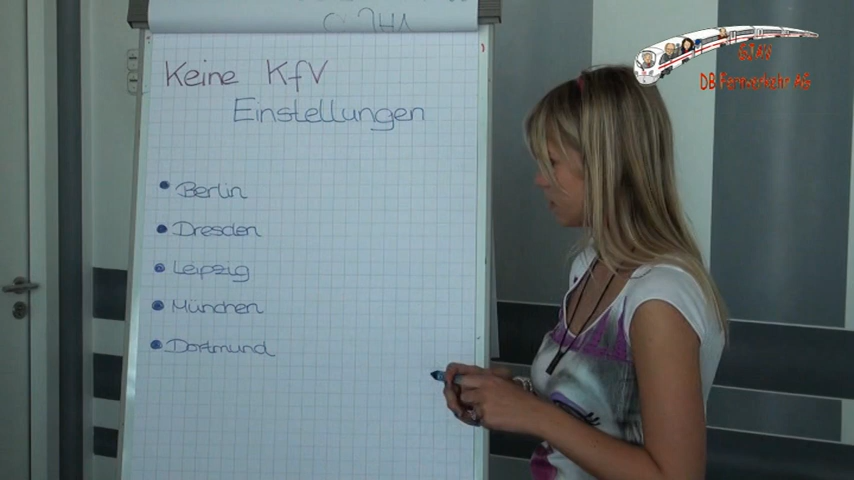 Keine KfV
Einstellungen
Berlin
Dresden
Leipzig
München
Dortmund
DB Fernverkehr AG